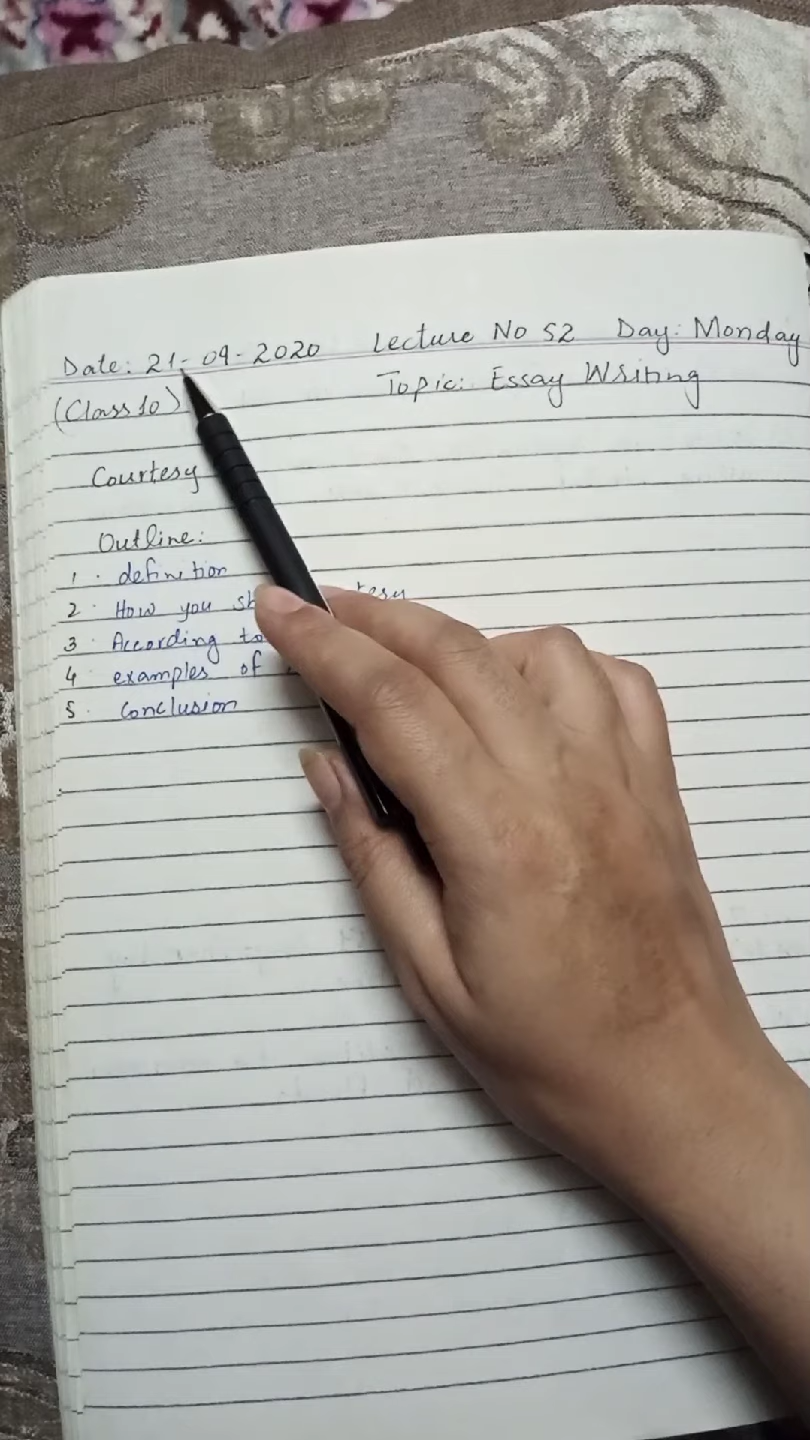 Date: 21-09-2020 Lecture No 52 Day: Monday
(Class 10) Topic: Essay Writing
Courtesy
Outline:
1. definition
2. How you
3. According to
4. examples of
5. Conclusion